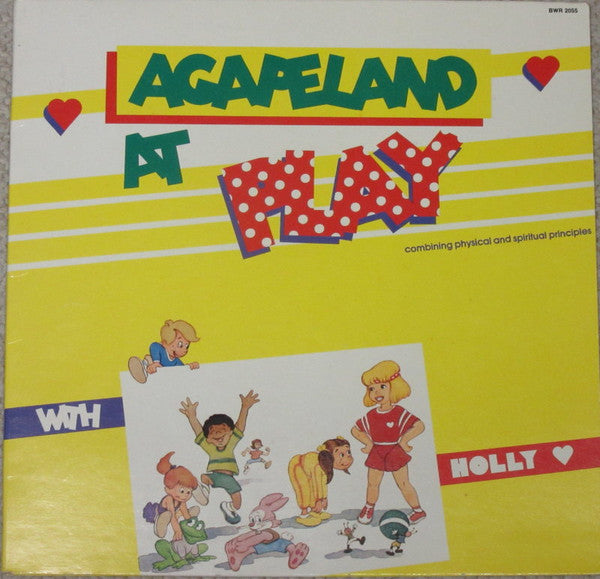 BWR 2055
AGAPELAND
AT
PLAY
combining physical and spiritual principles
WITH
HOLLY